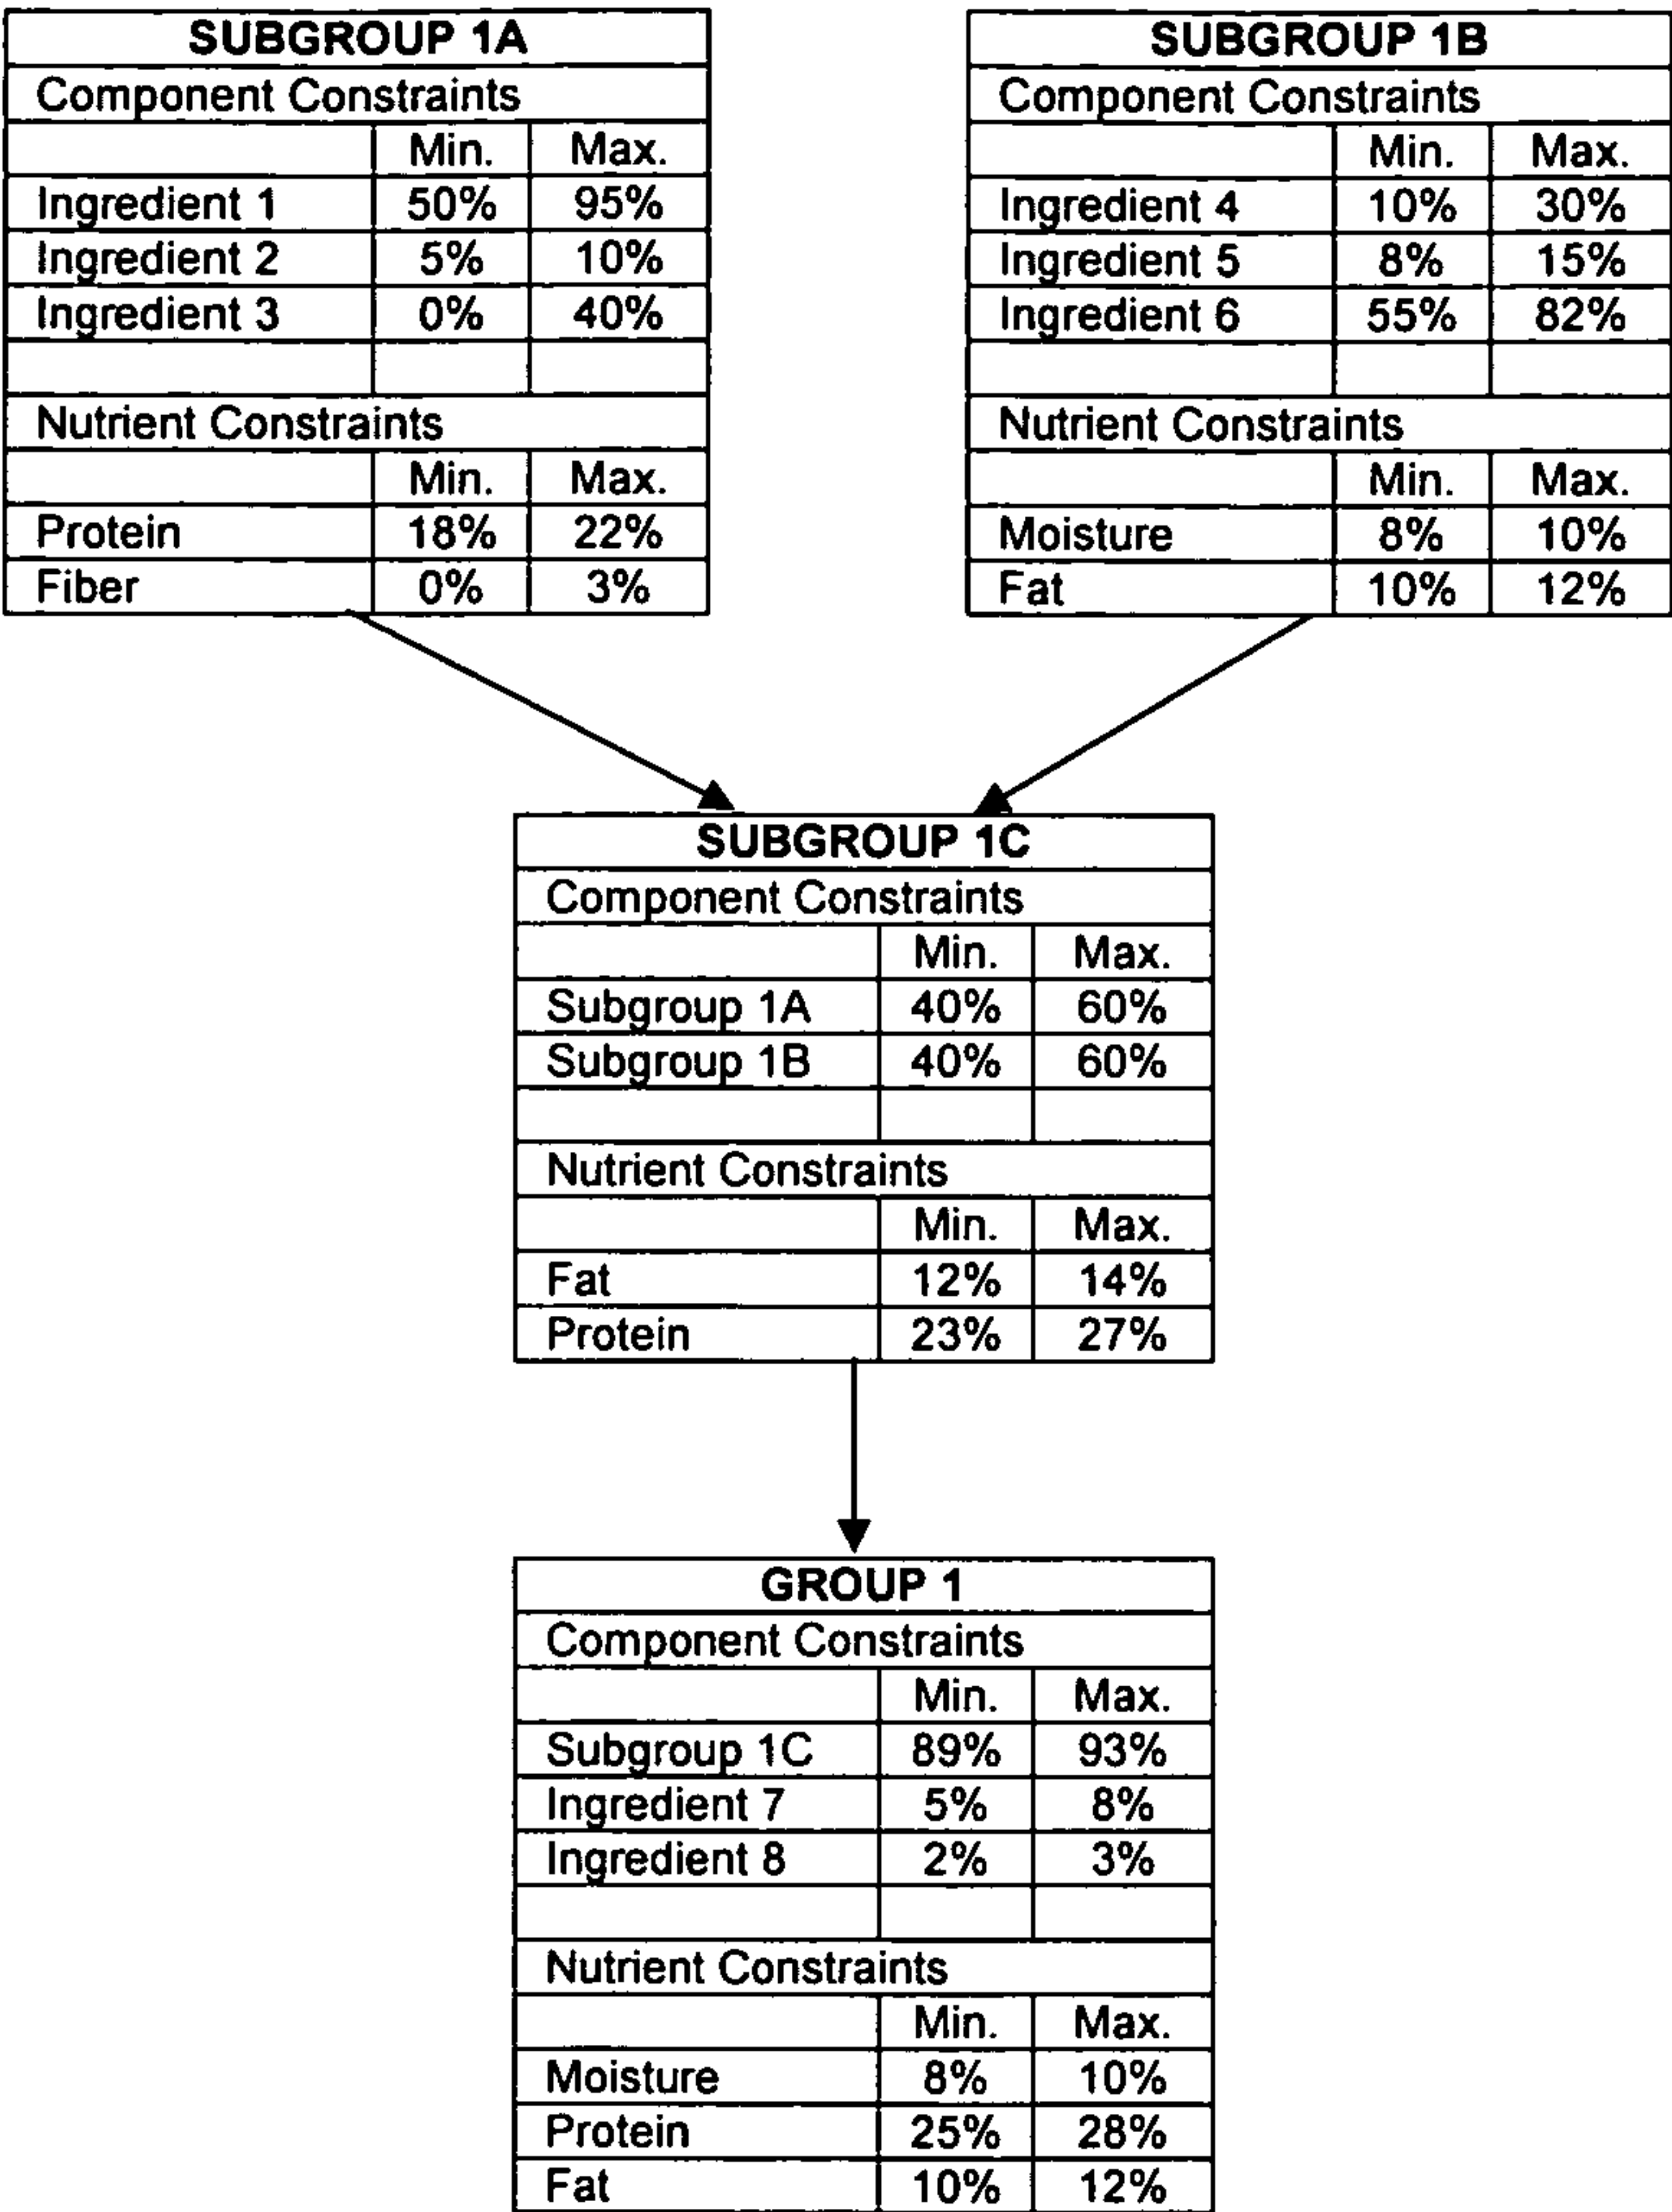 SUBGROUP 1A
Component Constraints
Min. Max.
Ingredient 1 50% 95%
Ingredient 2 5% 10%
Ingredient 3 0% 40%
Nutrient Constraints
Min. Max.
Protein 18% 22%
Fiber 0% 3%
SUBGROUP 1B
Component Constraints
Min. Max.
Ingredient 4 10% 30%
Ingredient 5 8% 15%
Ingredient 6 55% 82%
Nutrient Constraints
Min. Max.
Moisture 8% 10%
Fat 10% 12%
SUBGROUP 1C
Component Constraints
Min. Max.
Subgroup 1A 40% 60%
Subgroup 1B 40% 60%
Nutrient Constraints
Min. Max.
Fat 12% 14%
Protein 23% 27%
GROUP 1
Component Constraints
Min. Max.
Subgroup 1C 89% 93%
Ingredient 7 5% 8%
Ingredient 8 2% 3%
Nutrient Constraints
Min. Max.
Moisture 8% 10%
Protein 25% 28%
Fat 10% 12%